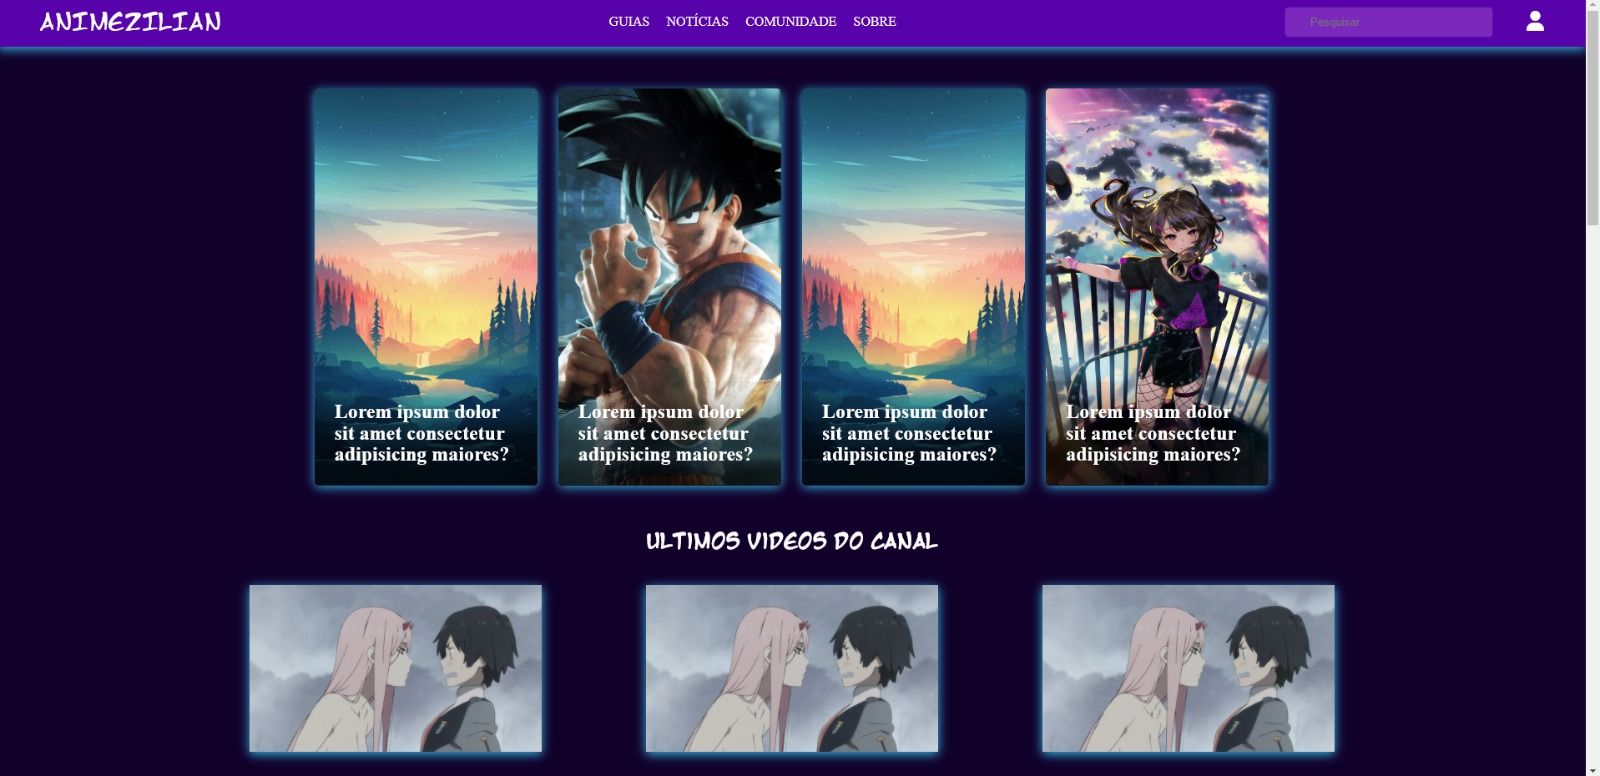 ANIMEZILIAN
GUIAS NOTÍCIAS COMUNIDADE SOBRE
Pesquisar
Lorem ipsum dolor
sit amet consectetur
adipisicing maiores?
Lorem ipsum dolor
sit amet consectetur
adipisicing maiores?
Lorem ipsum dolor
sit amet consectetur
adipisicing maiores?
Lorem ipsum dolor
sit amet consectetur
adipisicing maiores?
ULTIMOS VIDEOS DO CANAL